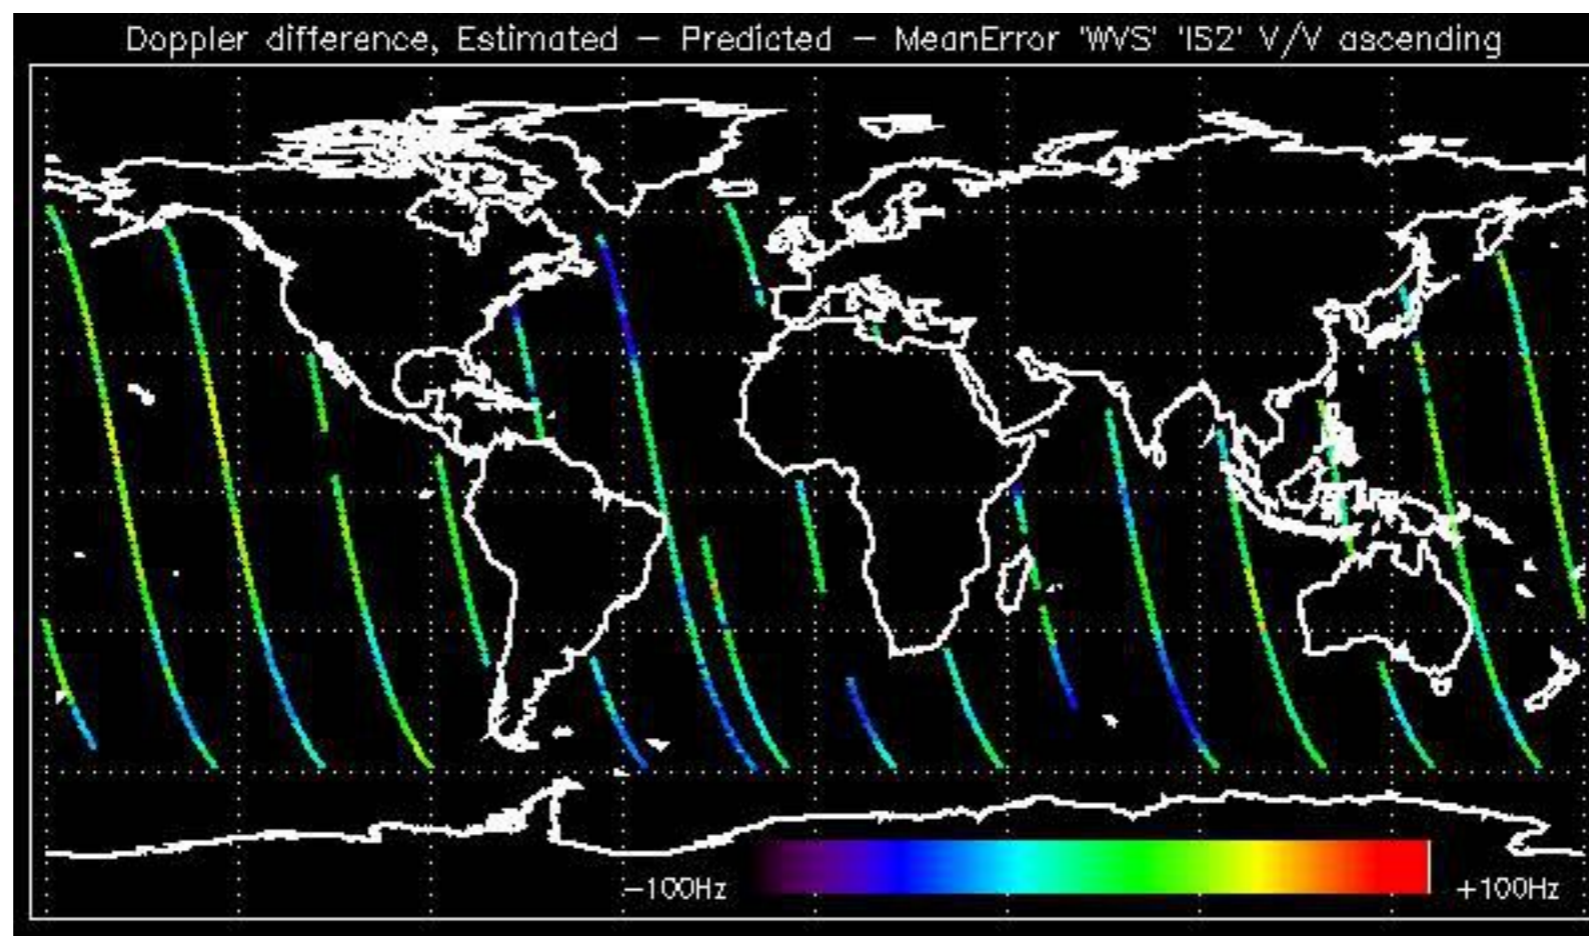 Doppler difference, Estimated – Predicted – MeanError 'WVS' 'IS2' V/V ascending
-100Hz +100Hz